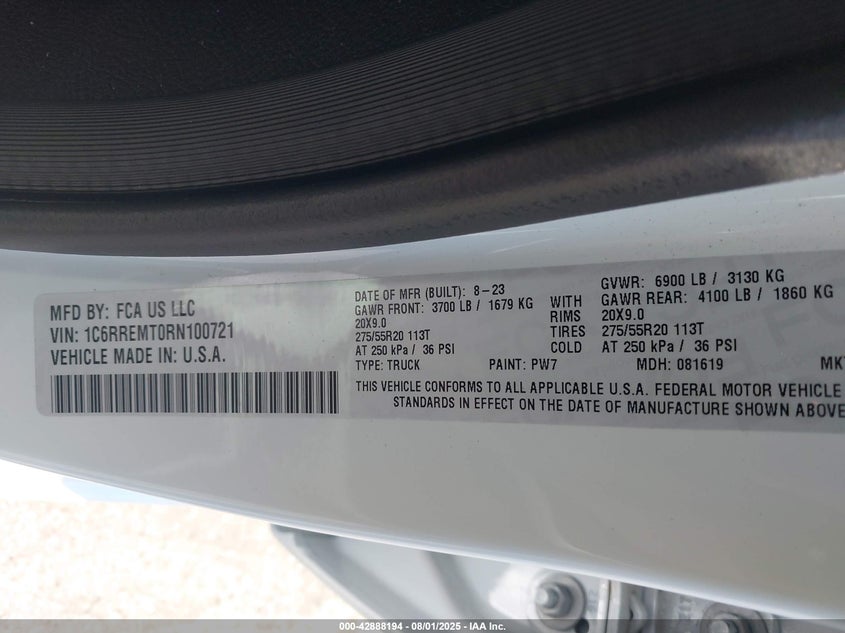 MFD BY: FCA US LLC
VIN: 1C6RREMT0RN100721
VEHICLE MADE IN: U.S.A.
DATE OF MFR (BUILT): 8-23
GVWR: 6900 LB / 3130 KG
GAWR FRONT: 3700 LB / 1679 KG WITH GAWR REAR: 4100 LB / 1860 KG
20X9.0 RIMS 20X9.0
275/55R20 113T TIRES 275/55R20 113T
AT 250 kPa / 36 PSI COLD AT 250 kPa / 36 PSI
TYPE: TRUCK PAINT: PW7 MDH: 081619 MK
THIS VEHICLE CONFORMS TO ALL APPLICABLE U.S.A. FEDERAL MOTOR VEHICLE
STANDARDS IN EFFECT ON THE DATE OF MANUFACTURE SHOWN ABOVE
000-42888194 - 08/01/2025 - IAA Inc.